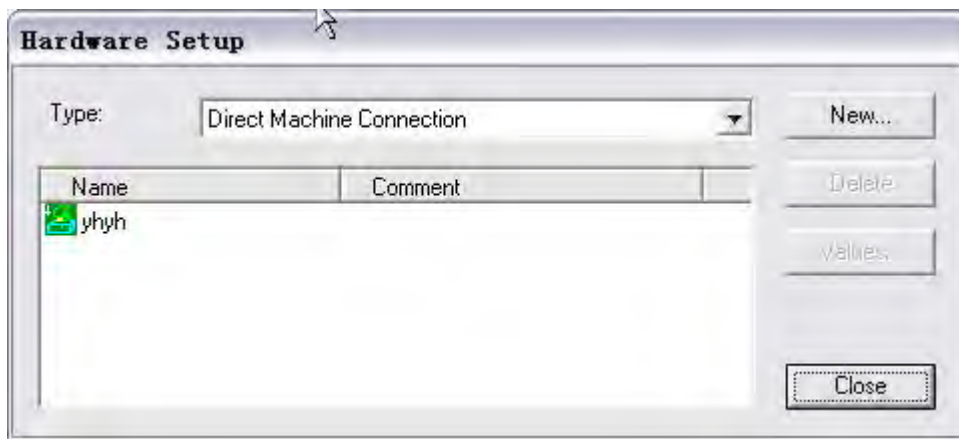 Hardware Setup
Type: Direct Machine Connection New...
Name Comment Delete
yhyh
Values...
Close